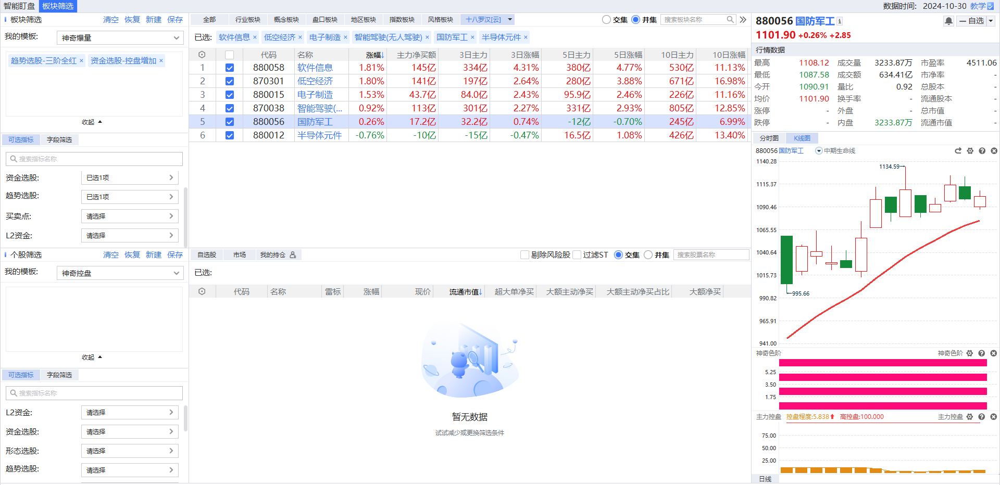 智能盯盘 板块筛选 数据时间: 2024-10-30 教学
板块筛选 清空 恢复 新建 保存
我的模板: 神奇爆量
趋势选股-三阶全红 × 资金选股-控盘增加 ×
收起
可选指标 字段筛选
搜索指标名称
资金选股: 已选1项
趋势选股: 已选1项
买卖点: 请选择
L2资金: 请选择
个股筛选 清空 恢复 新建 保存
我的模板: 神奇控盘
收起
可选指标 字段筛选
搜索指标名称
L2资金: 请选择
资金选股: 请选择
形态选股: 请选择
趋势选股: 请选择
全部 行业板块 概念板块 盘口板块 地区板块 指数板块 风格板块 十八罗汉[云] 交集 并集 搜索板块名称
已选: 软件信息 × 低空经济 × 电子制造 × 智能驾驶(无人驾驶) × 国防军工 × 半导体元件 ×
代码 名称 涨幅↓ 主力净买额 3日主力 3日涨幅 5日主力 5日涨幅 10日主力 10日涨幅
1 880058 软件信息 1.81% 145亿 334亿 4.31% 380亿 4.77% 530亿 11.13%
2 870301 低空经济 1.80% 141亿 197亿 2.64% 280亿 3.88% 671亿 16.98%
3 880015 电子制造 1.53% 43.7亿 84.0亿 2.43% 95.9亿 2.46% 226亿 11.16%
4 870038 智能驾驶(... 0.92% 113亿 301亿 2.27% 331亿 2.93% 805亿 12.85%
5 880056 国防军工 0.26% 17.2亿 32.2亿 0.74% -12亿 -0.70% 245亿 6.99%
6 880012 半导体元件 -0.76% -10亿 -15亿 -0.47% 16.5亿 1.08% 426亿 13.40%
自选股 市场 我的持仓 剔除风险股 过滤ST 交集 并集 搜索股票名称
已选:
代码 名称 雷标 涨幅 现价 流通市值↓ 超大单净买 大额主动净买 大额主动净买占比 大额净买
暂无数据
试试减少或更换筛选条件
880056 国防军工 自选
1101.90 +0.26% +2.85
行情数据
最高 1108.12 成交量 3233.87万 市盈率 4511.06
最低 1087.58 成交额 634.41亿 市净率 -
今开 1090.91 量比 0.92 总股本 -
均价 1101.90 换手率 - 流通股本 -
涨停 - 外盘 - 总市值 -
跌停 - 内盘 3233.87万 流通市值 -
分时图 K线图
880056 国防军工 中期生命线
1140.28
1134.59→
1115.37
1090.46
1065.55
1040.64
1015.73
←995.66
990.82
965.91
941.00
神奇色阶 神奇色阶
5.25
3.50
1.75
主力控盘 控盘程度:5.838 高控盘:100.000 主力控盘
75.00
50.00
25.00
日线